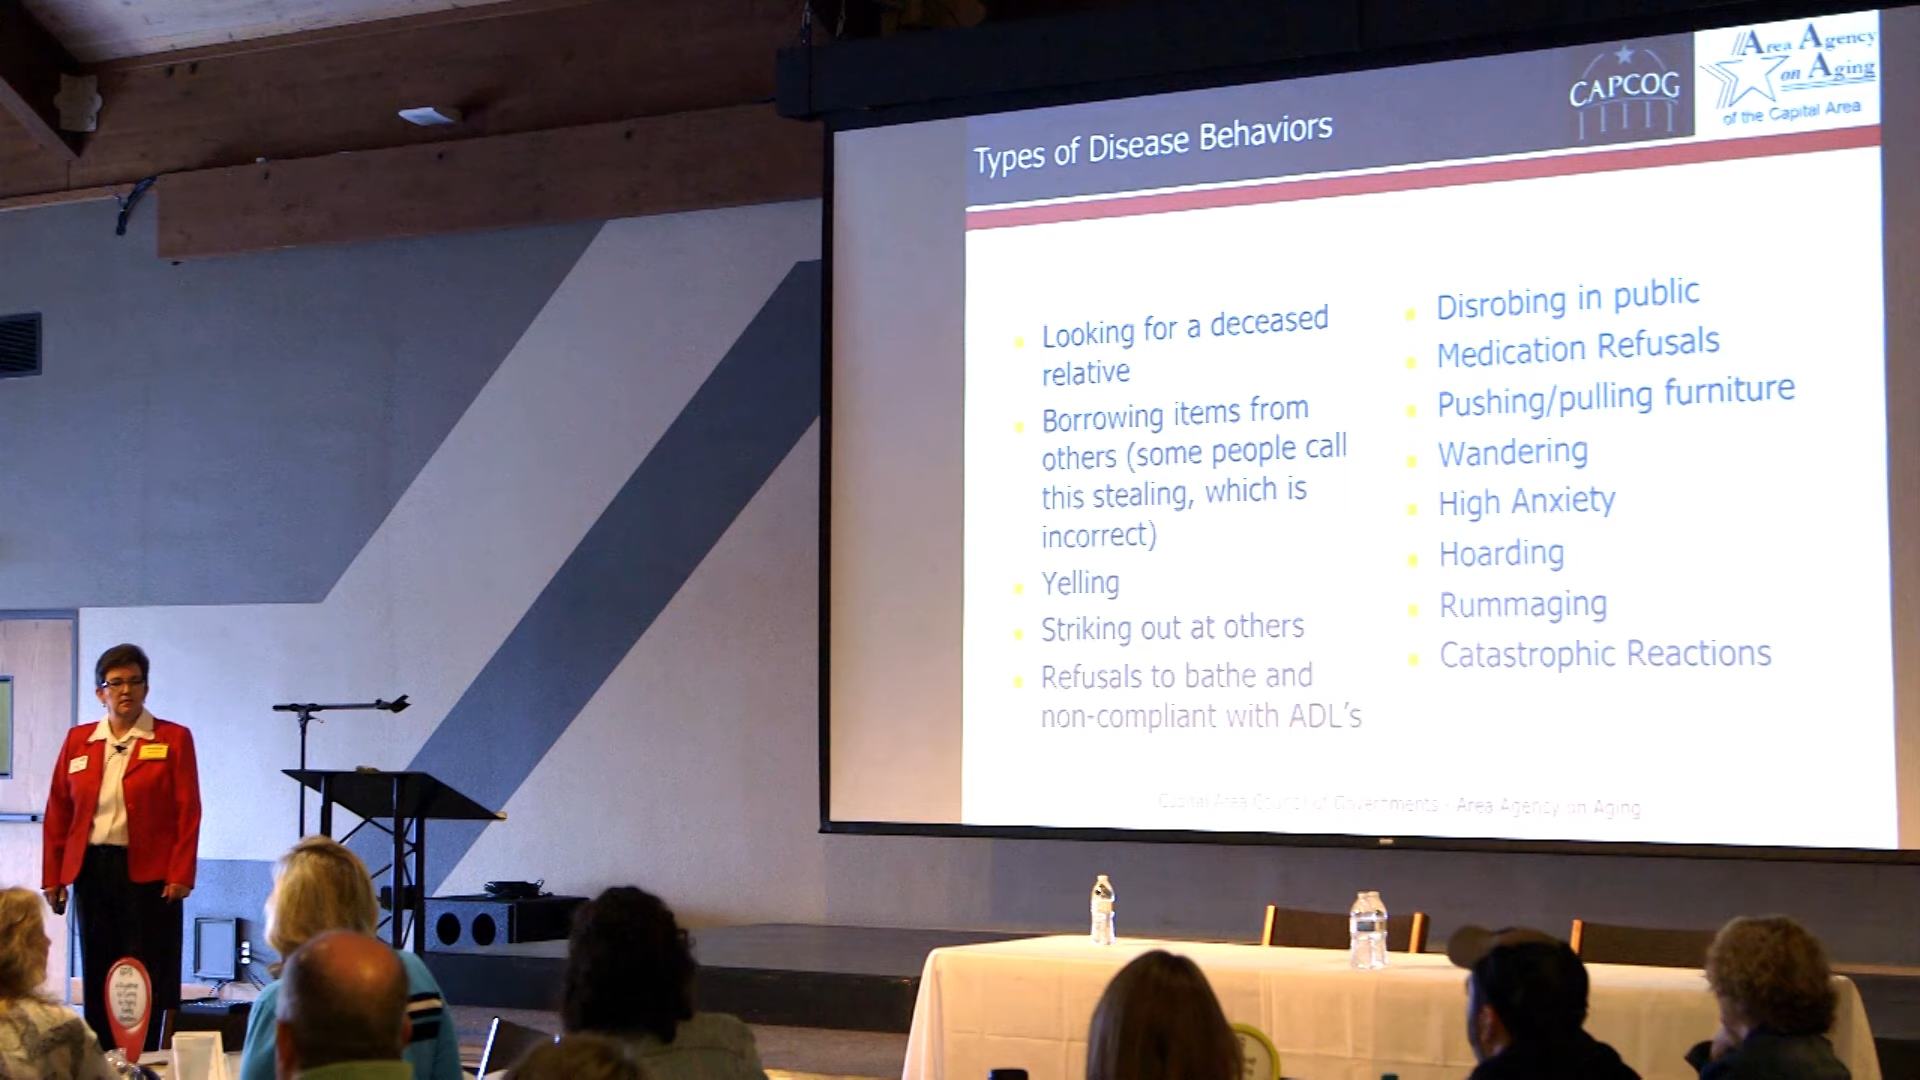 CAPCOG
Area Agency
on Aging
of the Capital Area
Types of Disease Behaviors
Looking for a deceased
relative
Borrowing items from
others (some people call
this stealing, which is
incorrect)
Yelling
Striking out at others
Refusals to bathe and
non-compliant with ADL's
Disrobing in public
Medication Refusals
Pushing/pulling furniture
Wandering
High Anxiety
Hoarding
Rummaging
Catastrophic Reactions
Capital Area Council of Governments - Area Agency on Aging